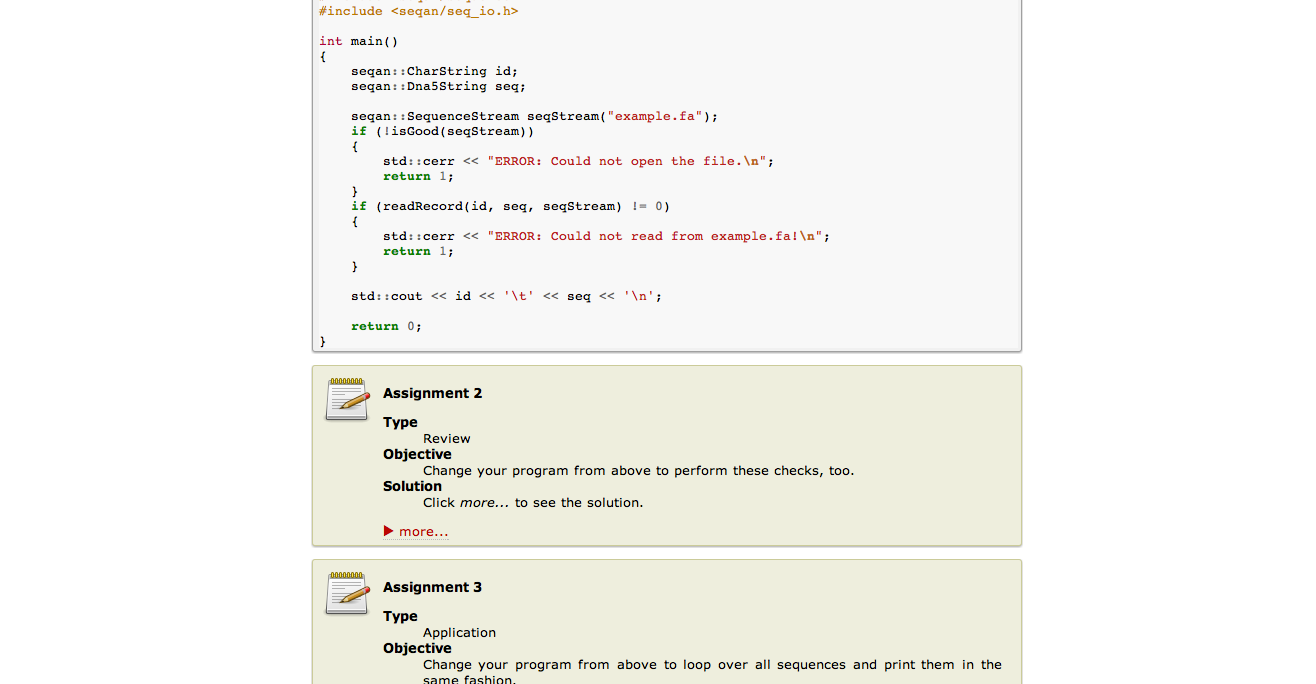 #include <seqan/seq_io.h>
int main()
{
    seqan::CharString id;
    seqan::Dna5String seq;
    seqan::SequenceStream seqStream("example.fa");
    if (!isGood(seqStream))
    {
        std::cerr << "ERROR: Could not open the file.\n";
        return 1;
    }
    if (readRecord(id, seq, seqStream) != 0)
    {
        std::cerr << "ERROR: Could not read from example.fa!\n";
        return 1;
    }
    std::cout << id << '\t' << seq << '\n';
    return 0;
}
Assignment 2
Type
Review
Objective
Change your program from above to perform these checks, too.
Solution
Click more... to see the solution.
more...
Assignment 3
Type
Application
Objective
Change your program from above to loop over all sequences and print them in the
same fashion.